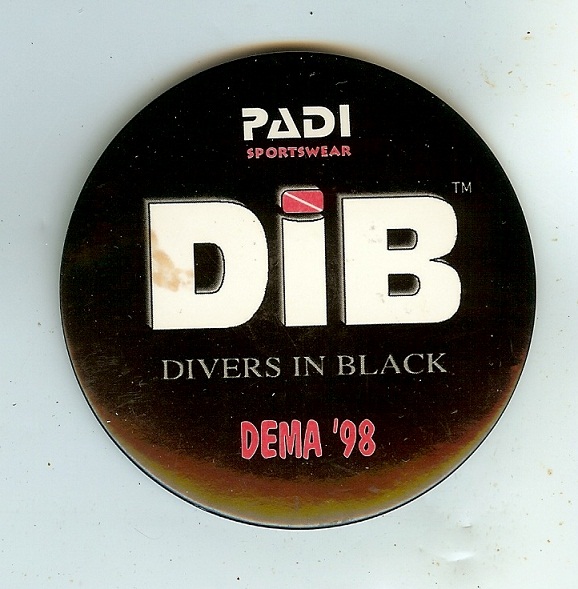 PADI
SPORTSWEAR
DiB™
DIVERS IN BLACK
DEMA '98